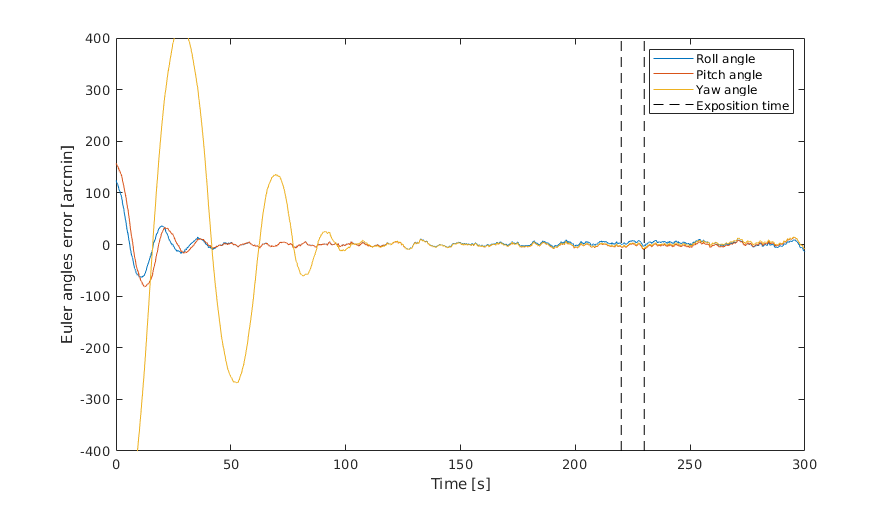 400
300
200
100
0
-100
-200
-300
-400
Euler angles error [arcmin]
0
50
100
150
200
250
300
Time [s]
Roll angle
Pitch angle
Yaw angle
Exposition time